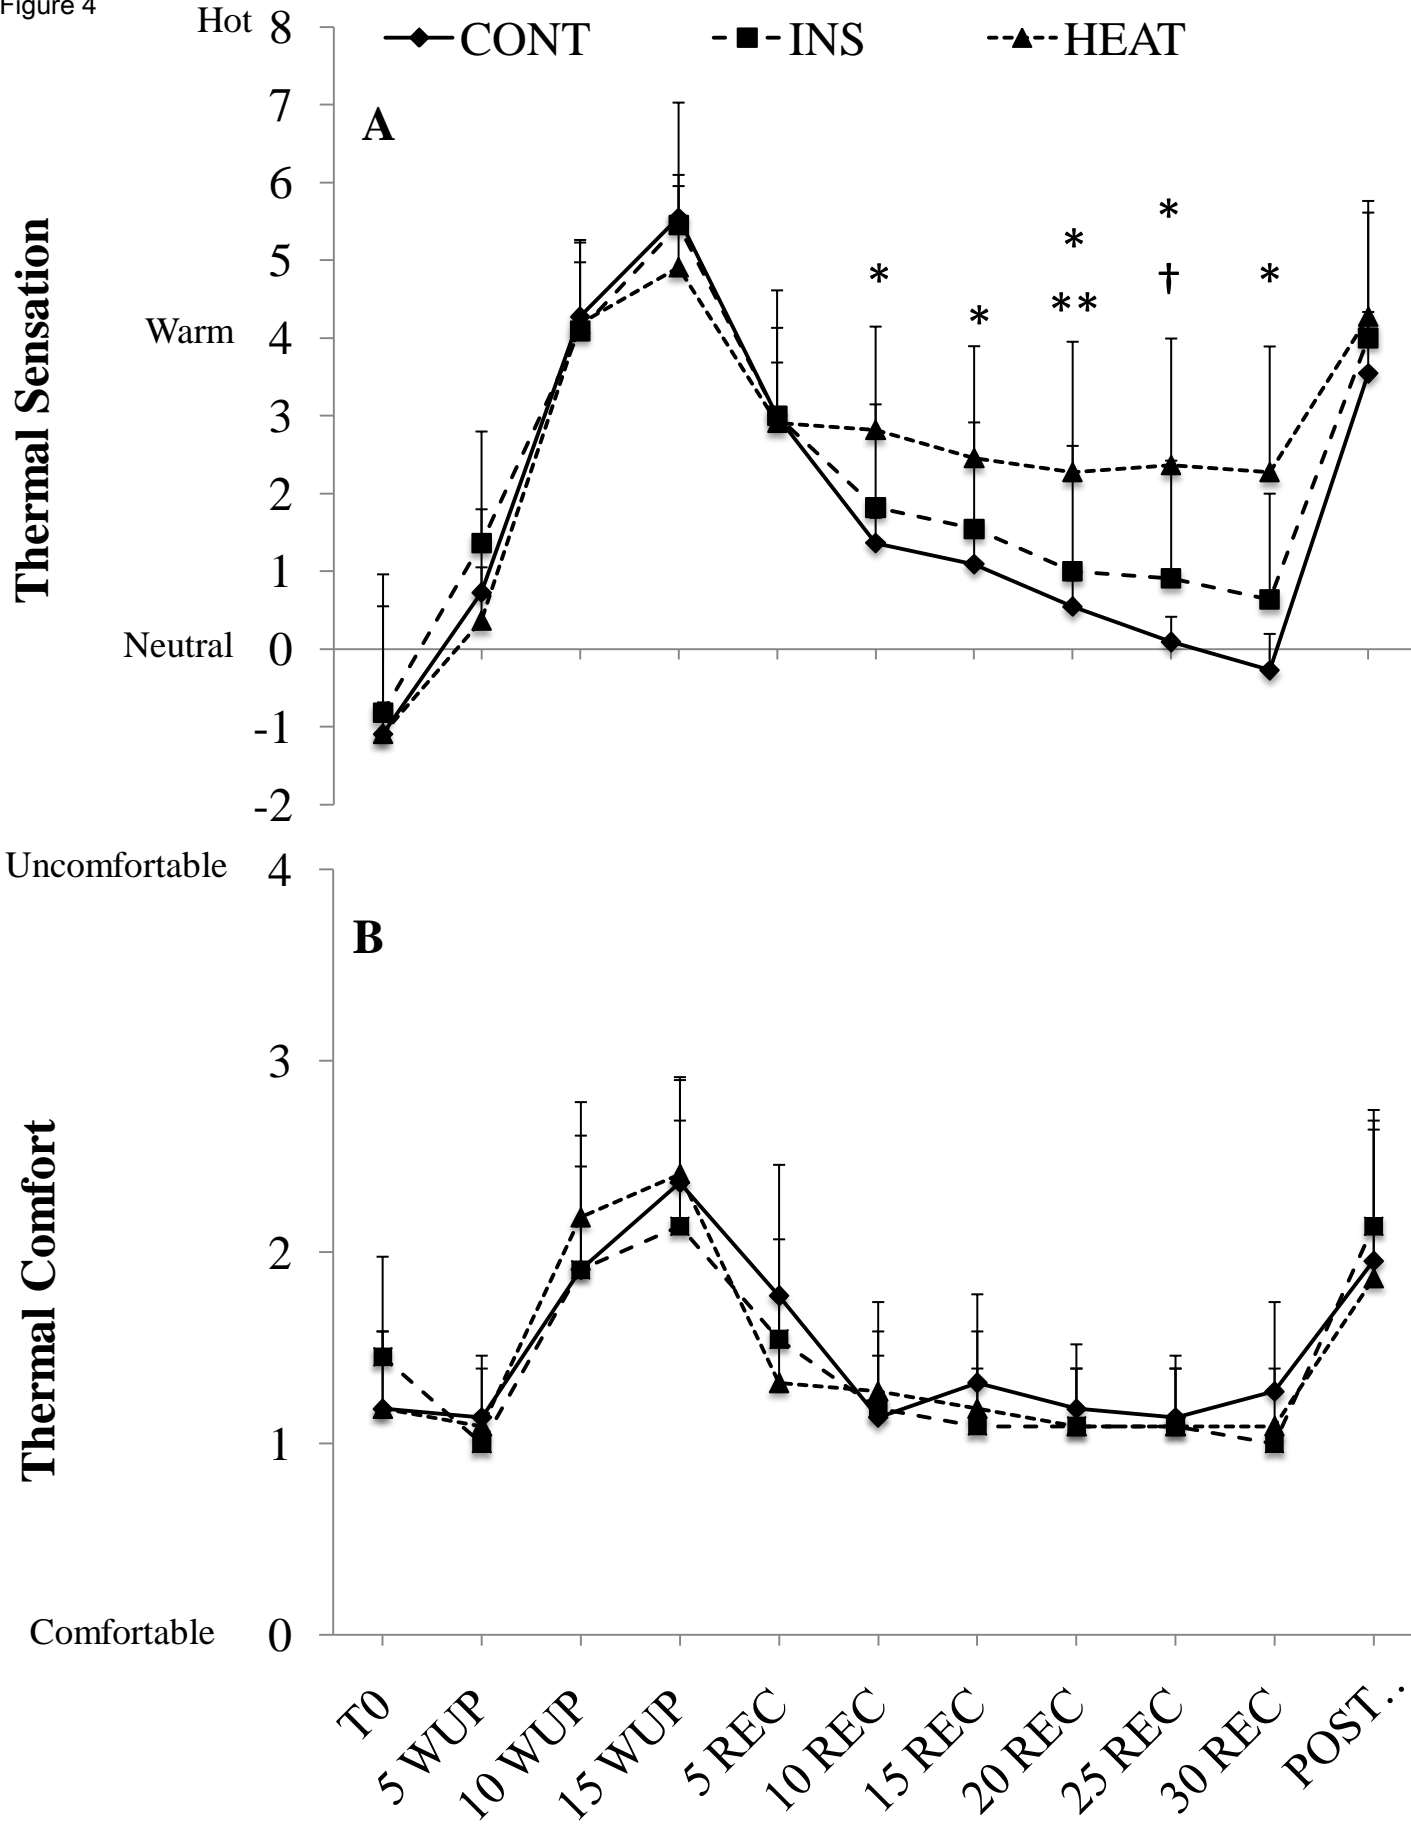 Figure 4
Hot 8
CONT INS HEAT
7
A
6
5
Warm 4
3
2
1
Neutral 0
-1
-2
Thermal Sensation
* * * * * * *
** †
Uncomfortable 4
B
3
2
1
Comfortable 0
Thermal Comfort
T0
5 WUP
10 WUP
15 WUP
5 REC
10 REC
15 REC
20 REC
25 REC
30 REC
POST…